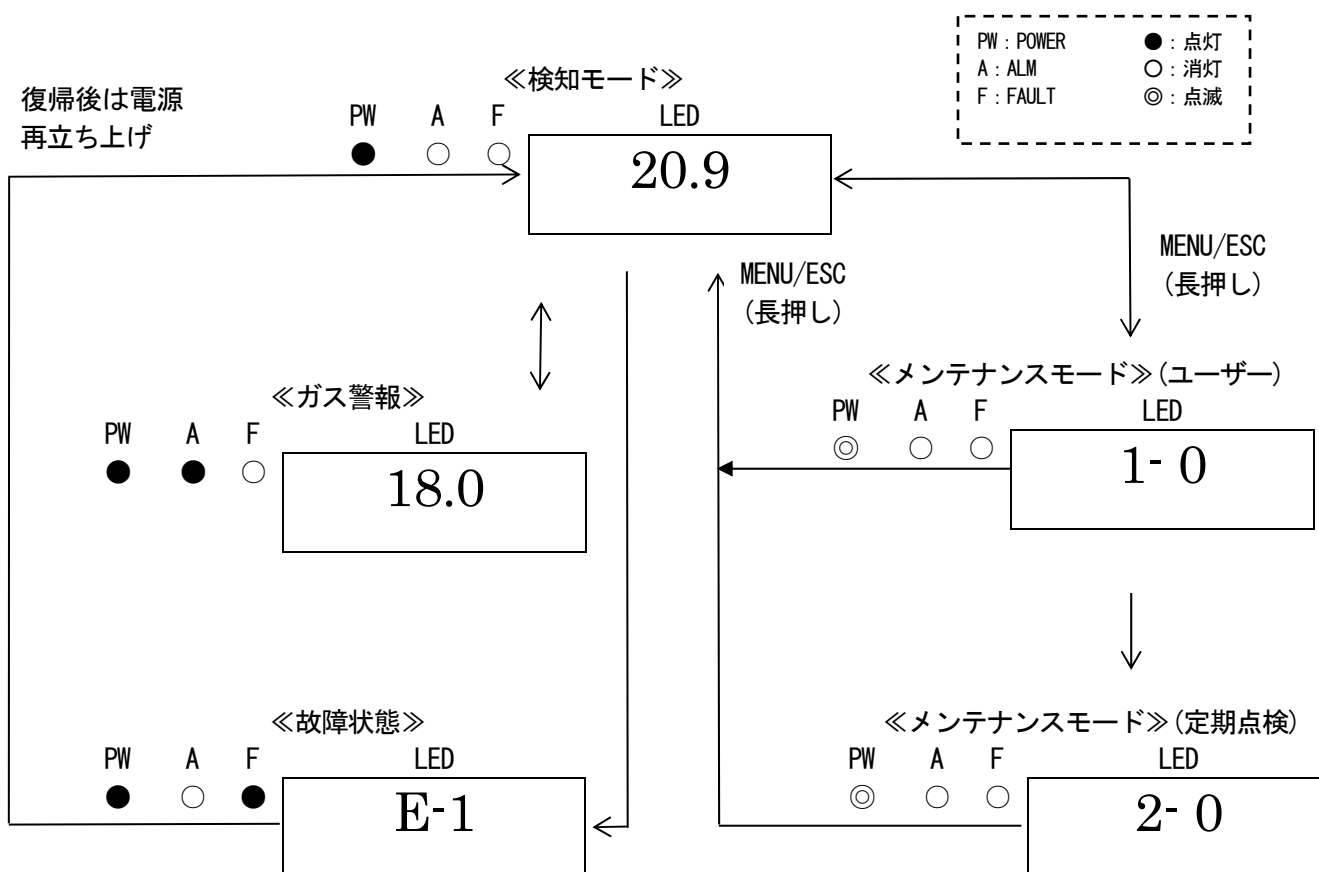 PW：POWER ●：点灯
A：ALM ○：消灯
F：FAULT ◎：点滅
≪検知モード≫
復帰後は電源
再立ち上げ
PW A F LED
● ○ ○
20.9
MENU/ESC
(長押し)
MENU/ESC
(長押し)
≪ガス警報≫
PW A F LED
● ● ○
18.0
≪メンテナンスモード≫(ユーザー)
PW A F LED
◎ ○ ○
1- 0
≪故障状態≫
PW A F LED
● ○ ●
E-1
≪メンテナンスモード≫(定期点検)
PW A F LED
◎ ○ ○
2- 0